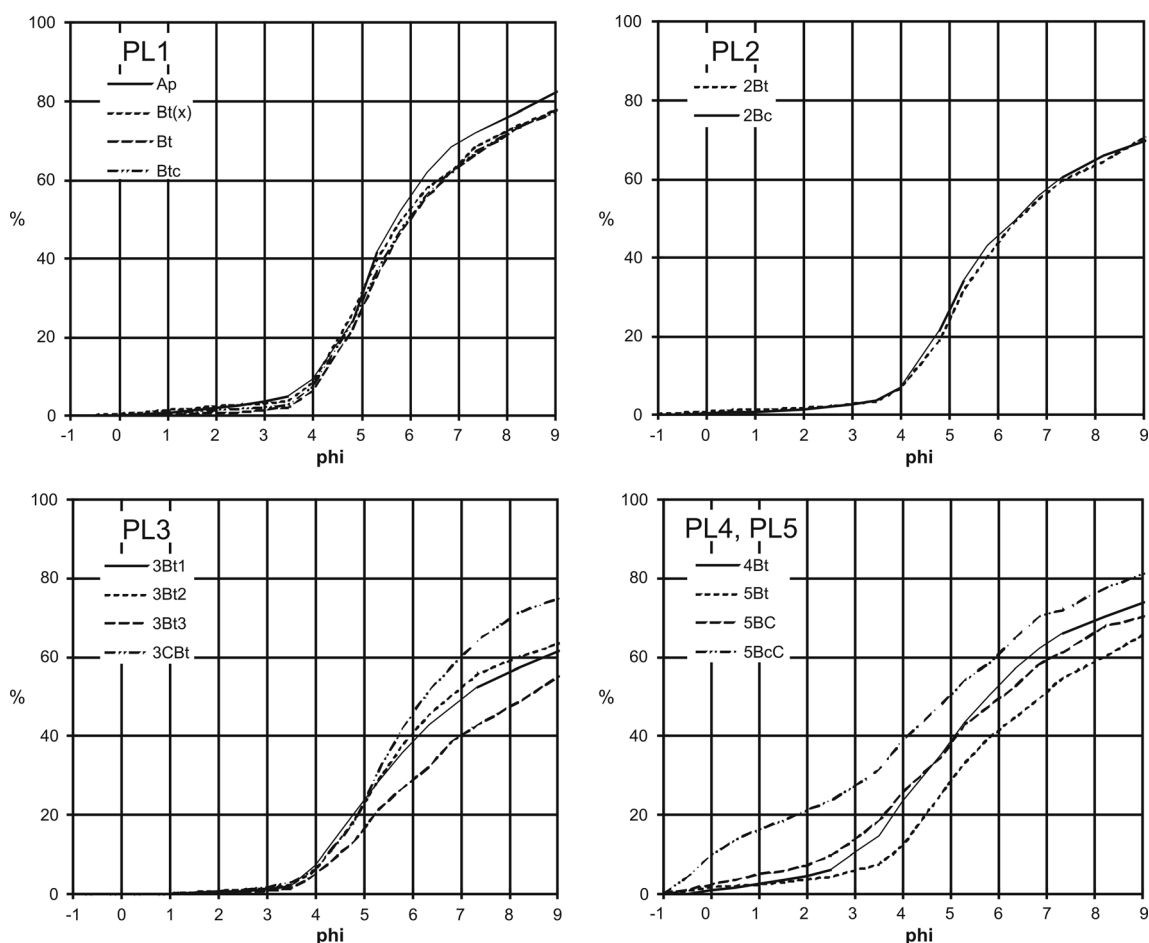 PL1
Ap
Bt(x)
Bt
Btc
100
80
60
%
40
20
0
-1 0 1 2 3 4 5 6 7 8 9
phi
PL2
2Bt
2Bc
100
80
60
%
40
20
0
-1 0 1 2 3 4 5 6 7 8 9
phi
PL3
3Bt1
3Bt2
3Bt3
3CBt
100
80
60
%
40
20
0
-1 0 1 2 3 4 5 6 7 8 9
phi
PL4, PL5
4Bt
5Bt
5BC
5BcC
100
80
60
%
40
20
0
-1 0 1 2 3 4 5 6 7 8 9
phi